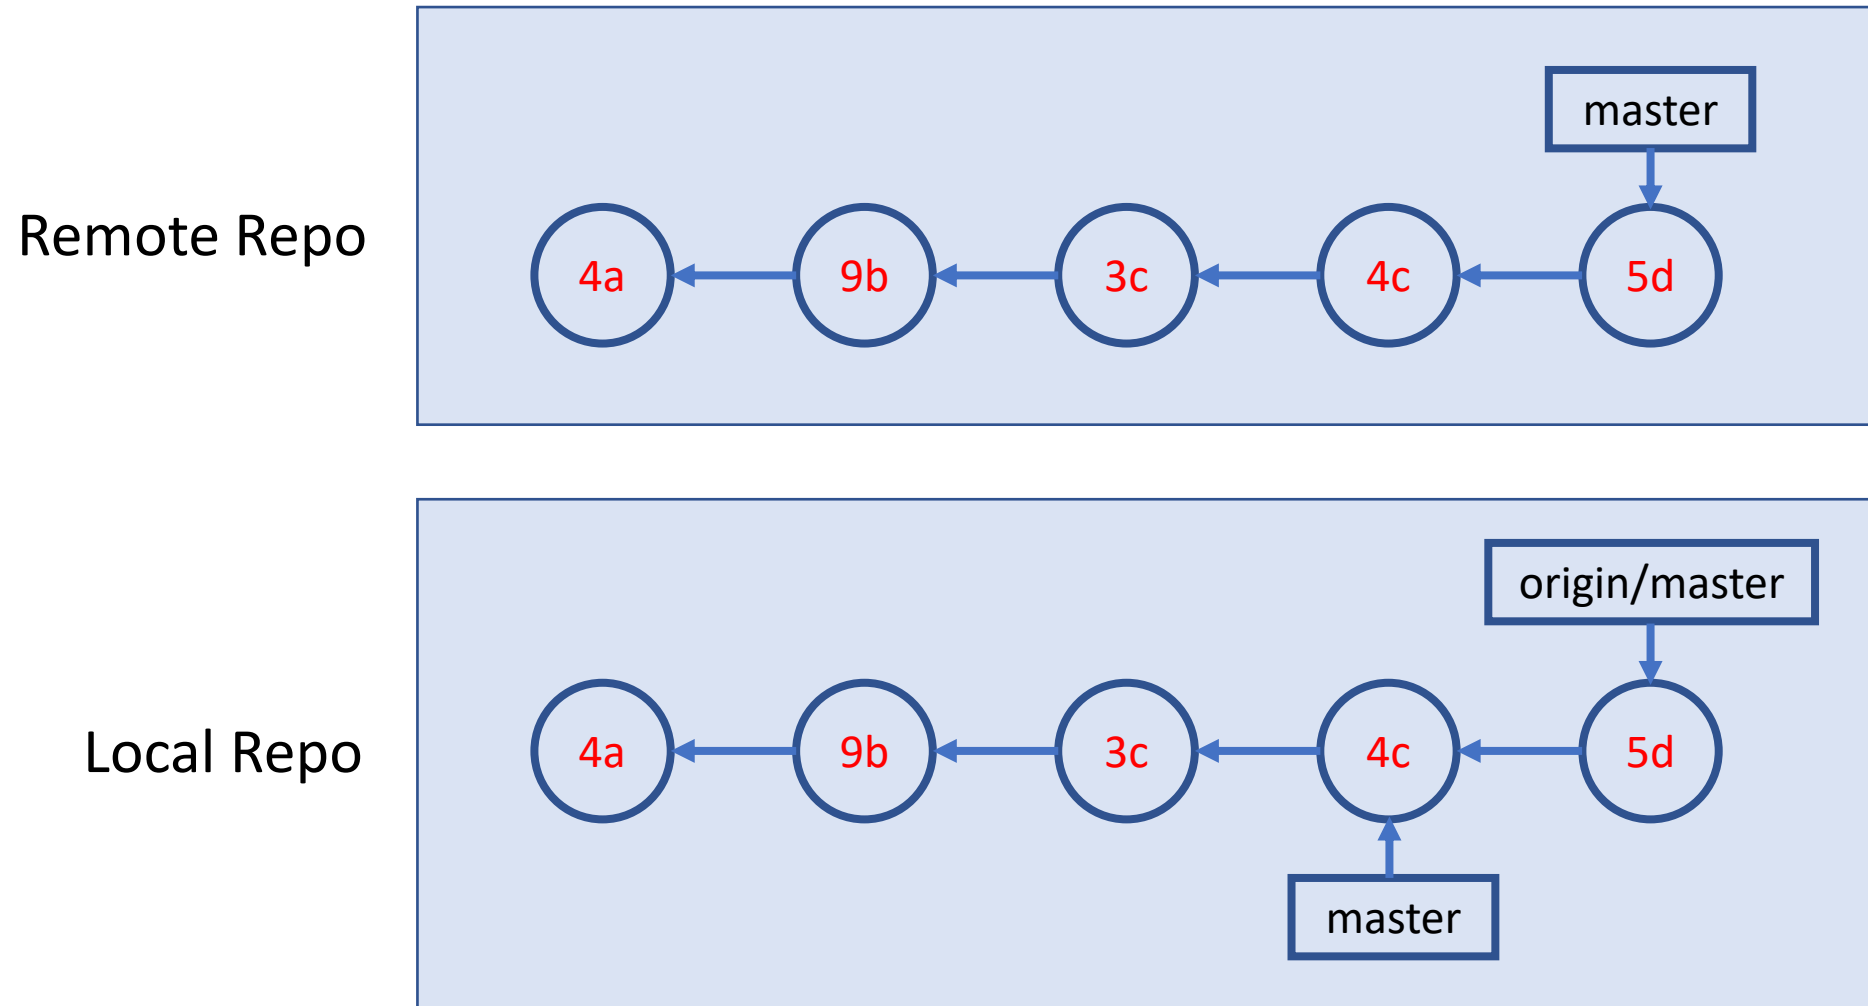 master
Remote Repo
4a 9b 3c 4c 5d
origin/master
Local Repo
4a 9b 3c 4c 5d
master